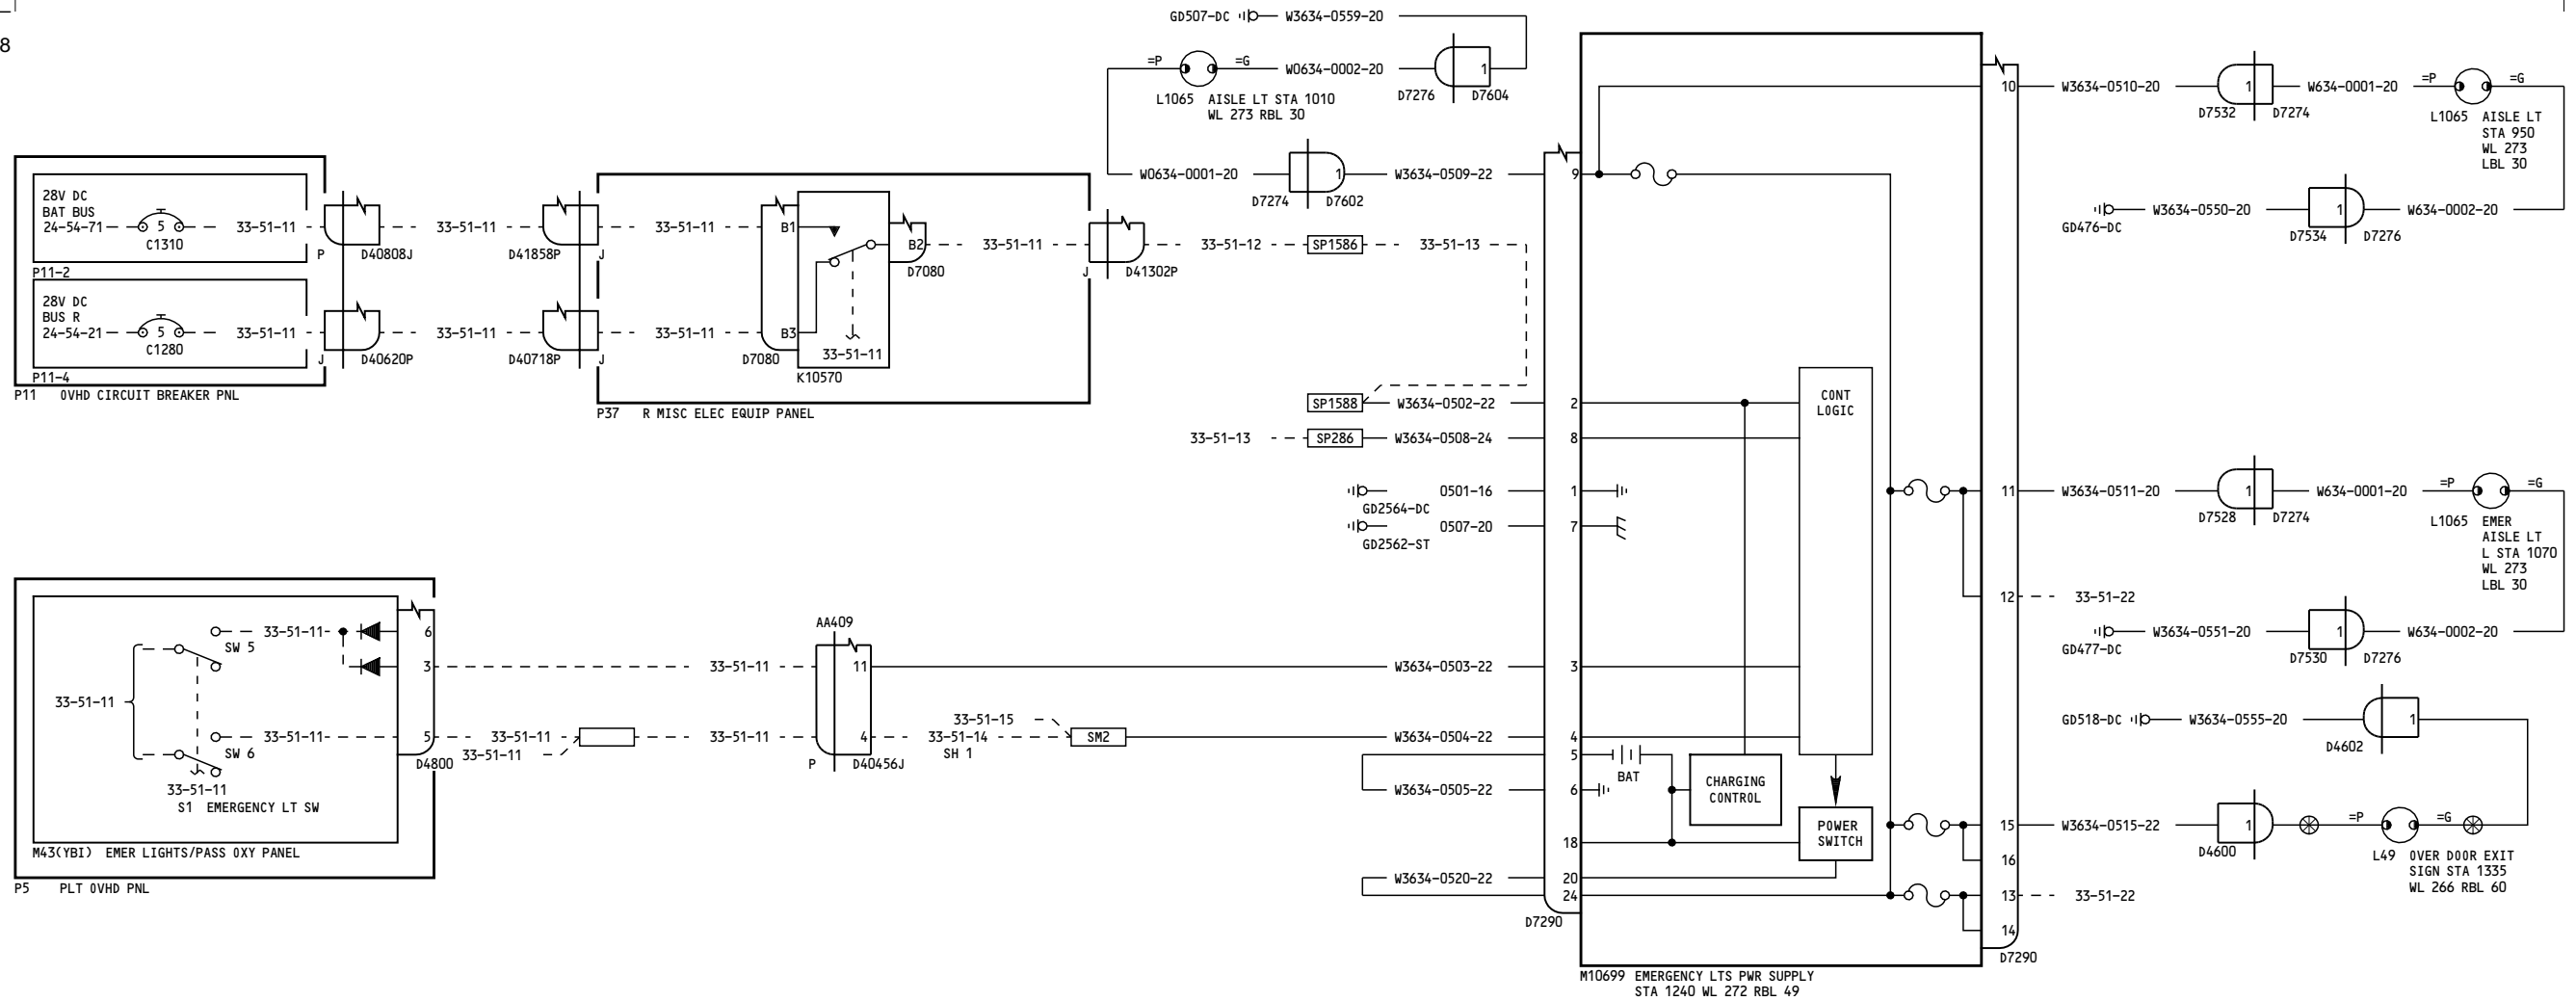 8
GD507-DC
W3634-0559-20
=P
=G
W0634-0002-20
1
L1065
AISLE LT STA 1010
WL 273 RBL 30
D7276
D7604
W0634-0001-20
1
D7274
D7602
W3634-0509-22
9
28V DC
BAT BUS
24-54-71
5
C1310
33-51-11
P11-2
P
D40808J
33-51-11
D41858P
J
33-51-11
B1
B2
D7080
33-51-11
J
D41302P
33-51-12
SP1586
33-51-13
28V DC
BUS R
24-54-21
5
C1280
33-51-11
P11-4
J
D40620P
33-51-11
D40718P
J
33-51-11
B3
D7080
33-51-11
K10570
P11 OVHD CIRCUIT BREAKER PNL
P37 R MISC ELEC EQUIP PANEL
SP1588
W3634-0502-22
2
33-51-13
SP286
W3634-0508-24
8
GD2564-DC
0501-16
1
GD2562-ST
0507-20
7
CONT
LOGIC
33-51-11
SW 5
33-51-11
6
3
33-51-11
SW 6
33-51-11
S1 EMERGENCY LT SW
5
D4800
M43(YBI) EMER LIGHTS/PASS OXY PANEL
P5 PLT OVHD PNL
33-51-11
33-51-11
33-51-11
33-51-11
AA409
11
4
P
D40456J
33-51-15
33-51-14
SH 1
SM2
W3634-0503-22
3
W3634-0504-22
4
5
W3634-0505-22
6
BAT
CHARGING
CONTROL
18
POWER
SWITCH
W3634-0520-22
20
24
D7290
M10699 EMERGENCY LTS PWR SUPPLY
STA 1240 WL 272 RBL 49
10
W3634-0510-20
1
D7532
D7274
W634-0001-20
=P
=G
L1065
AISLE LT
STA 950
WL 273
LBL 30
GD476-DC
W3634-0550-20
1
D7534
D7276
W634-0002-20
11
W3634-0511-20
1
D7528
D7274
W634-0001-20
=P
=G
L1065
EMER
AISLE LT
L STA 1070
WL 273
LBL 30
12
33-51-22
GD477-DC
W3634-0551-20
1
D7530
D7276
W634-0002-20
GD518-DC
W3634-0555-20
1
D4602
15
W3634-0515-22
1
D4600
=P
=G
L49
OVER DOOR EXIT
SIGN STA 1335
WL 266 RBL 60
16
13
33-51-22
14
D7290